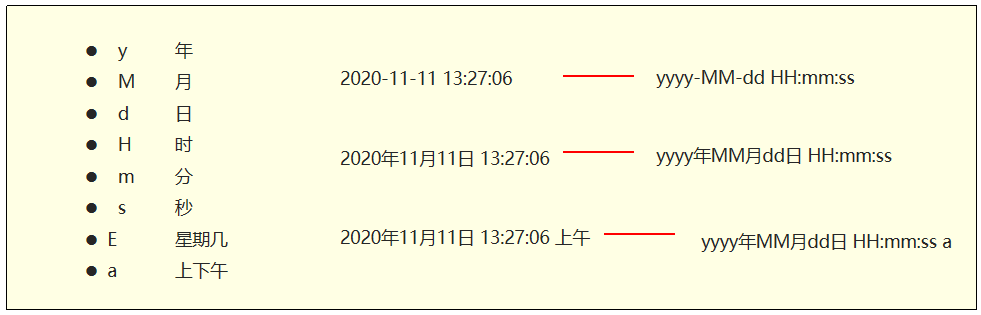 ● y 年
● M 月
● d 日
● H 时
● m 分
● s 秒
● E 星期几
● a 上下午
2020-11-11 13:27:06 yyyy-MM-dd HH:mm:ss
2020年11月11日 13:27:06 yyyy年MM月dd日 HH:mm:ss
2020年11月11日 13:27:06 上午 yyyy年MM月dd日 HH:mm:ss a